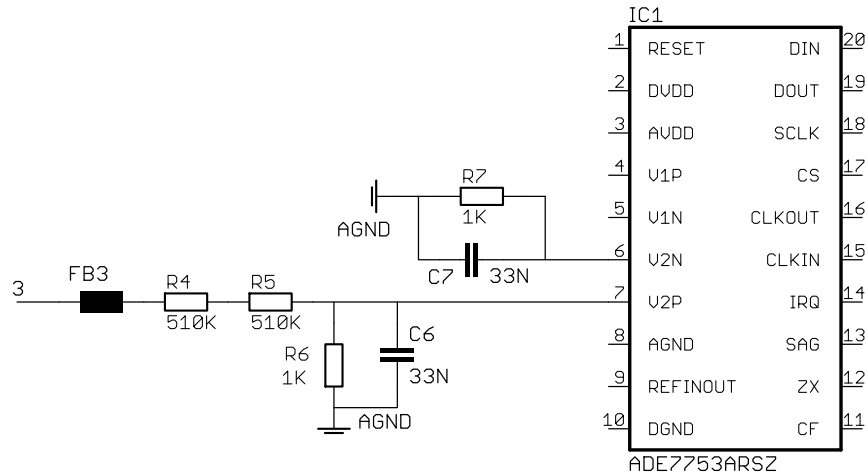 IC1
1 RESET DIN 20
2 DVDD DOUT 19
3 AVDD SCLK 18
4 V1P CS 17
5 V1N CLKOUT 16
6 V2N CLKIN 15
7 V2P IRQ 14
8 AGND SAG 13
9 REFINOUT ZX 12
10 DGND CF 11
ADE7753ARSZ
R7
1K
AGND
C7 33N
3
FB3
R4
510K
R5
510K
R6
1K
C6
33N
AGND